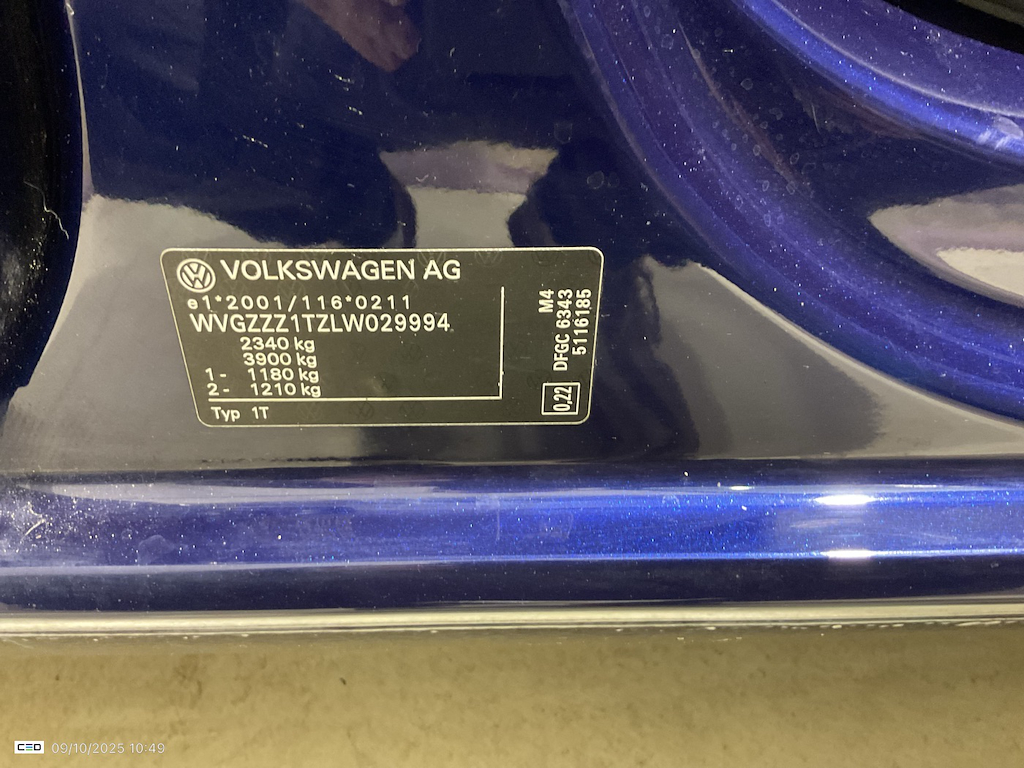 VOLKSWAGEN AG
e1*2001/116*0211
WVGZZZ1TZLW029994
2340 kg
3900 kg
1- 1180 kg
2- 1210 kg
Typ 1T
M4
DFGC 6343
5116185
0,22
CEO 09/10/2025 10:49